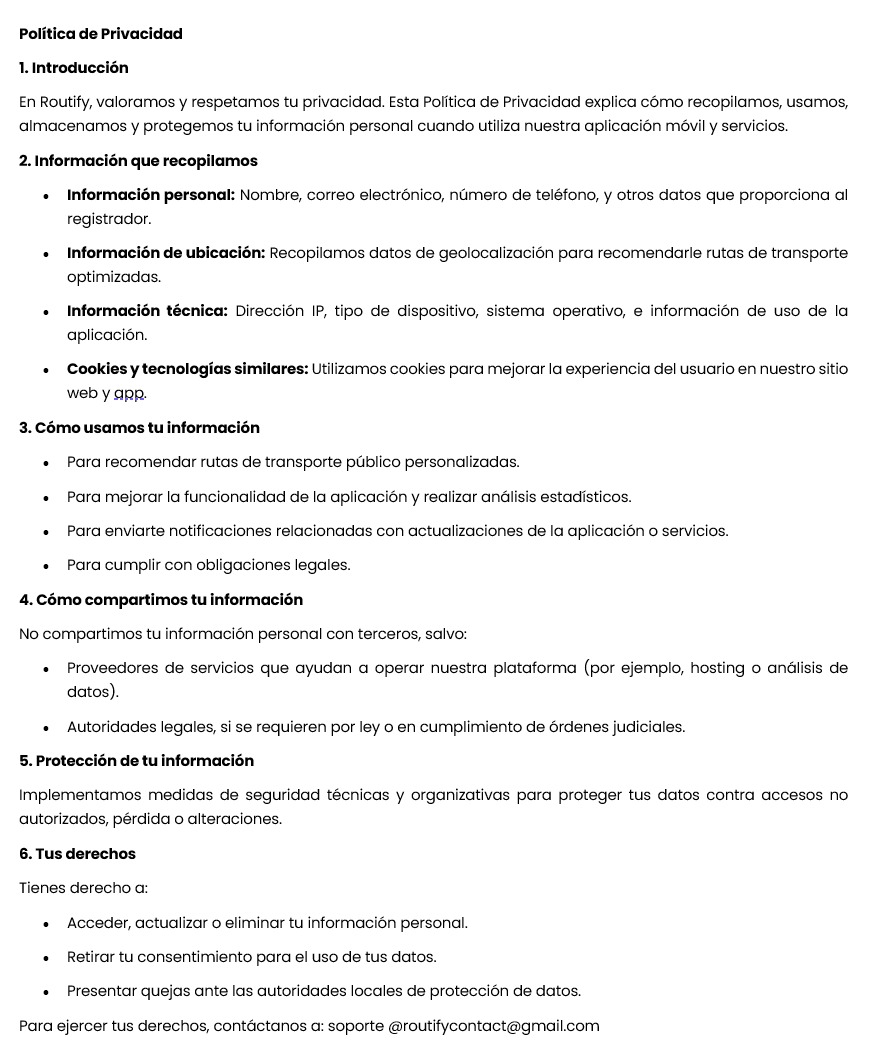 Política de Privacidad
1. Introducción
En Routify, valoramos y respetamos tu privacidad. Esta Política de Privacidad explica cómo recopilamos, usamos,
almacenamos y protegemos tu información personal cuando utiliza nuestra aplicación móvil y servicios.
2. Información que recopilamos
• Información personal: Nombre, correo electrónico, número de teléfono, y otros datos que proporciona al
registrador.
• Información de ubicación: Recopilamos datos de geolocalización para recomendarle rutas de transporte
optimizadas.
• Información técnica: Dirección IP, tipo de dispositivo, sistema operativo, e información de uso de la
aplicación.
• Cookies y tecnologías similares: Utilizamos cookies para mejorar la experiencia del usuario en nuestro sitio
web y app.
3. Cómo usamos tu información
• Para recomendar rutas de transporte público personalizadas.
• Para mejorar la funcionalidad de la aplicación y realizar análisis estadísticos.
• Para enviarte notificaciones relacionadas con actualizaciones de la aplicación o servicios.
• Para cumplir con obligaciones legales.
4. Cómo compartimos tu información
No compartimos tu información personal con terceros, salvo:
• Proveedores de servicios que ayudan a operar nuestra plataforma (por ejemplo, hosting o análisis de
datos).
• Autoridades legales, si se requieren por ley o en cumplimiento de órdenes judiciales.
5. Protección de tu información
Implementamos medidas de seguridad técnicas y organizativas para proteger tus datos contra accesos no
autorizados, pérdida o alteraciones.
6. Tus derechos
Tienes derecho a:
• Acceder, actualizar o eliminar tu información personal.
• Retirar tu consentimiento para el uso de tus datos.
• Presentar quejas ante las autoridades locales de protección de datos.
Para ejercer tus derechos, contáctanos a: soporte @routifycontact@gmail.com